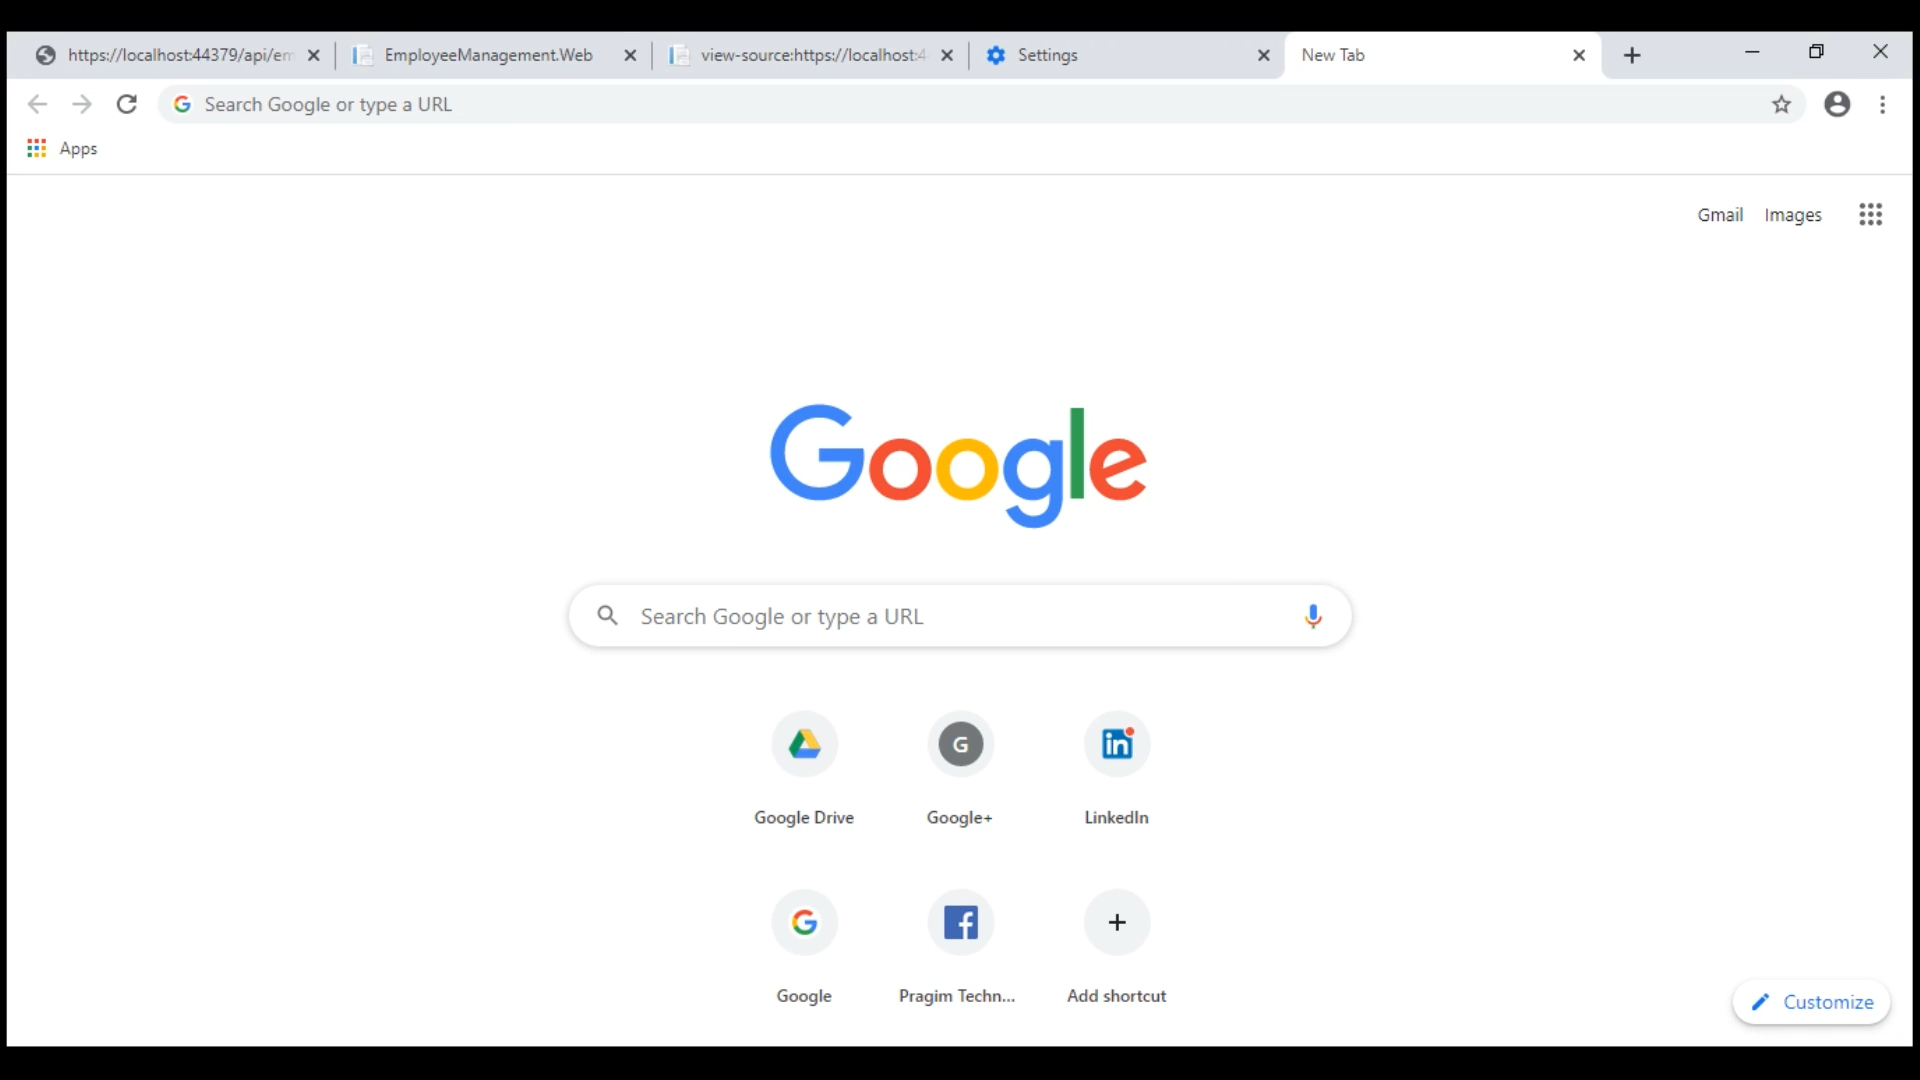 https://localhost:44379/api/em
EmployeeManagement.Web
view-source:https://localhost:4
Settings
New Tab
Search Google or type a URL
Apps
Gmail
Images
Google
Search Google or type a URL
G
in
Google Drive
Google+
LinkedIn
G
f
Google
Pragim Techn...
Add shortcut
Customize